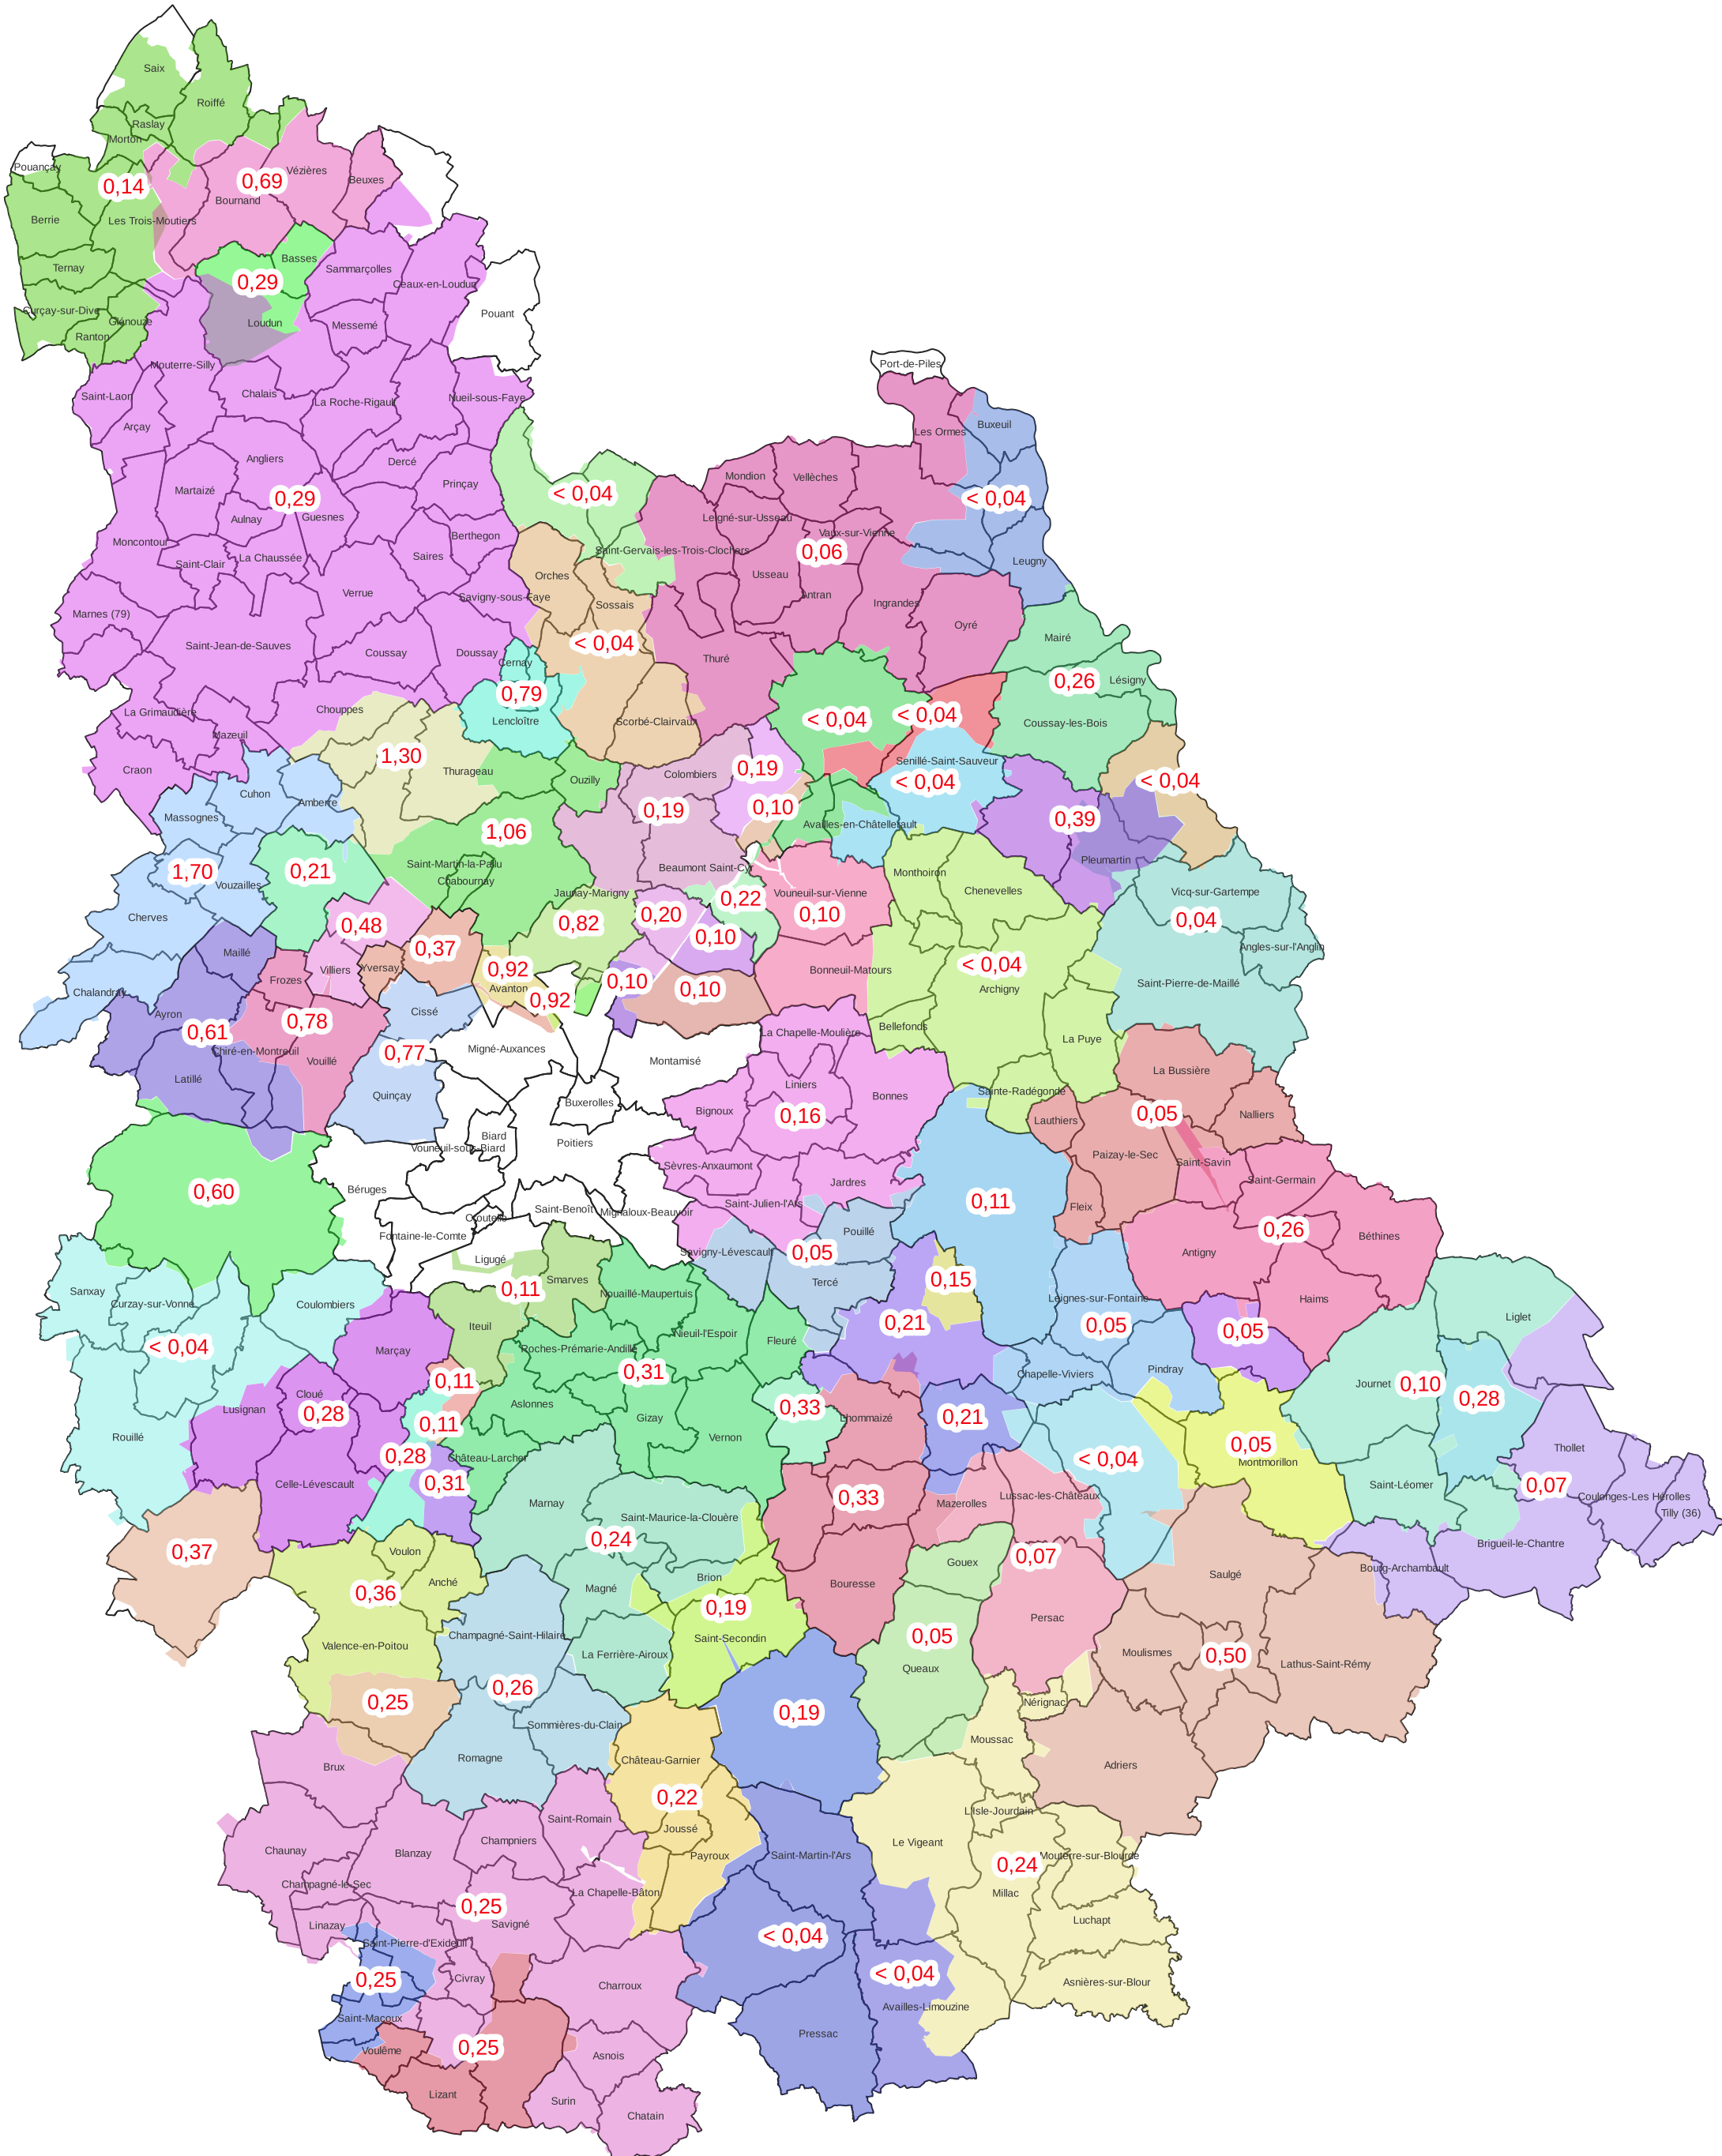 Saix
Roiffé
Raslay
Morton
Pouançay
0,14
0,69
Vézières
Beuxes
Bournand
Berrie
Les Trois-Moutiers
Basses
Ternay
Sammarçolles
0,29
Ceaux-en-Loudun
Curçay-sur-Dive
Glénouze
Loudun
Messemé
Pouant
Ranton
Mouterre-Silly
Port-de-Piles
Saint-Laon
Chalais
La Roche-Rigault
Nueil-sous-Faye
Arçay
Les Ormes
Buxeuil
Angliers
Dercé
Mondion
Vellèches
Martaizé
0,29
Prinçay
< 0,04
< 0,04
Aulnay
Guesnes
Leigné-sur-Usseau
Moncontour
Berthegon
Vaux-sur-Vienne
Saint-Clair
La Chaussée
Saires
Saint-Gervais-les-Trois-Clochers
0,06
Leugny
Orches
Usseau
Verrue
Savigny-sous-Faye
Sossais
Antran
Ingrandes
Marnes (79)
Oyré
Mairé
Saint-Jean-de-Sauves
Coussay
Doussay
Cernay
< 0,04
Thuré
0,26
Lésigny
0,79
La Grimaudière
Chouppes
Lencloître
Scorbé-Clairvaux
< 0,04
< 0,04
Coussay-les-Bois
Mazeuil
1,30
Craon
Thurageau
Ouzilly
Colombiers
0,19
Senillé-Saint-Sauveur
< 0,04
< 0,04
Cuhon
Amberre
0,19
0,10
Massognes
1,06
Availles-en-Châtellerault
0,39
1,70
0,21
Saint-Martin-la-Pallu
Beaumont Saint-Cyr
Pleumartin
Vouzailles
Chabournay
Jaunay-Marigny
Vouneuil-sur-Vienne
Monthoiron
Chenevelles
Vicq-sur-Gartempe
Cherves
0,48
0,82
0,20
0,22
0,10
0,04
Maillé
0,37
0,10
Angles-sur-l'Anglin
Frozes
Villiers
Yversay
0,92
Bonneuil-Matours
< 0,04
Chalandray
Avanton
0,92
0,10
0,10
Archigny
Saint-Pierre-de-Maillé
Ayron
0,61
0,78
Cissé
Bellefonds
La Chapelle-Moulière
La Puye
Chiré-en-Montreuil
Vouillé
0,77
Migné-Auxances
Montamisé
La Bussière
Latillé
Quinçay
Liniers
Bonnes
Sainte-Radégonde
Buxerolles
Bignoux
0,16
Lauthiers
0,05
Nalliers
Biard
Poitiers
Vouneuil-sous-Biard
Paizay-le-Sec
Saint-Savin
0,60
Béruges
Sèvres-Anxaumont
Jardres
Saint-Germain
Saint-Julien-l'Ars
0,11
Fleix
Croutelle
Saint-Benoît
Mignaloux-Beauvoir
Fontaine-le-Comte
Pouillé
0,26
Béthines
Ligugé
Savigny-Lévescault
0,05
Antigny
Smarves
Tercé
0,15
Sanxay
Curzay-sur-Vonne
Coulombiers
0,11
Nouaillé-Maupertuis
Leignes-sur-Fontaine
Haims
Liglet
< 0,04
Iteuil
Nieuil-l'Espoir
Fleuré
0,21
0,05
0,05
Marçay
Roches-Prémarie-Andillé
0,31
Chapelle-Viviers
Pindray
0,11
Journet
0,10
0,28
Cloué
Lusignan
0,28
Aslonnes
Gizay
0,33
Lhommaizé
0,21
Rouillé
0,11
Vernon
0,05
Thollet
0,28
Château-Larcher
< 0,04
Montmorillon
Celle-Lévescault
0,31
Saint-Léomer
0,07
Marnay
0,33
Mazerolles
Lussac-les-Châteaux
Coulonges-Les Hérolles
Tilly (36)
Saint-Maurice-la-Clouère
0,37
Voulon
0,24
Gouex
0,07
Brigueil-le-Chantre
0,36
Anché
Magné
Brion
Bouresse
Saulgé
Bourg-Archambault
0,19
Persac
Valence-en-Poitou
Champagné-Saint-Hilaire
Saint-Secondin
0,05
La Ferrière-Airoux
Queaux
Moulismes
0,50
Lathus-Saint-Rémy
0,25
0,26
Nérignac
Sommières-du-Clain
0,19
Romagne
Château-Garnier
Moussac
Adriers
Brux
0,22
Saint-Romain
L'Isle-Jourdain
Champniers
Joussé
Le Vigeant
Chaunay
Blanzay
Payroux
Saint-Martin-l'Ars
0,24
Mouterre-sur-Blourde
Champagné-le-Sec
La Chapelle-Bâton
Millac
0,25
Linazay
Savigné
Luchapt
Saint-Pierre-d'Exideuil
< 0,04
0,25
Civray
Charroux
< 0,04
Asnières-sur-Blour
Saint-Macoux
Availles-Limouzine
Pressac
Voulême
0,25
Asnois
Lizant
Surin
Chatain